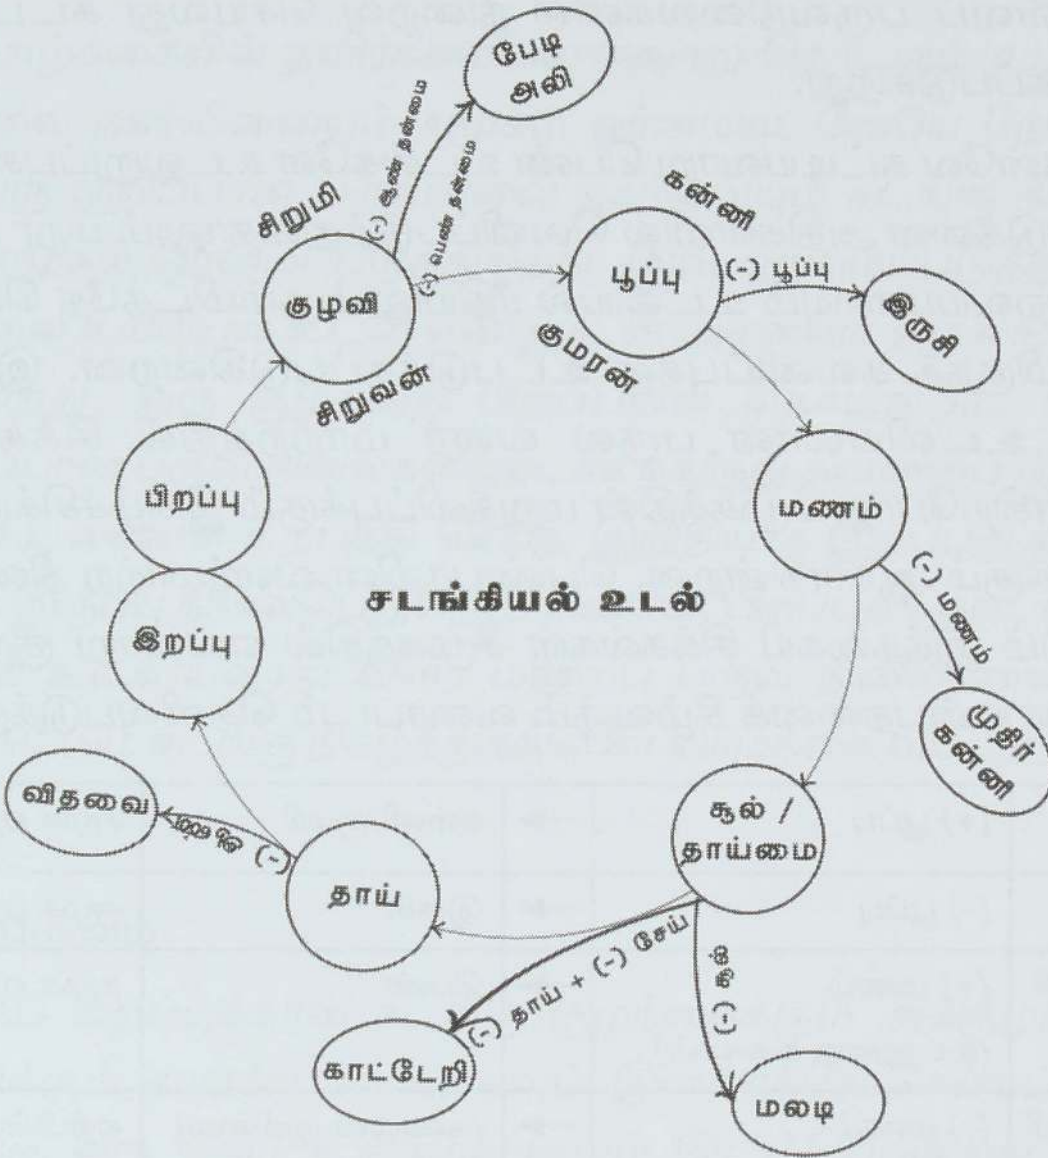 பேடி
அலி
(-) ஆண் தன்மை
(-) பெண் தன்மை
சிறுமி
குழவி
சிறுவன்
கன்னி
பூப்பு
குமரன்
(-) பூப்பு
இருசி
பிறப்பு
மணம்
(-) மணம்
முதிர்
கன்னி
சடங்கியல் உடல்
இறப்பு
விதவை
தாய்
சூல் /
தாய்மை
(-) தாய் + (-) சேய்
(-) சூல்
காட்டேறி
மலடி